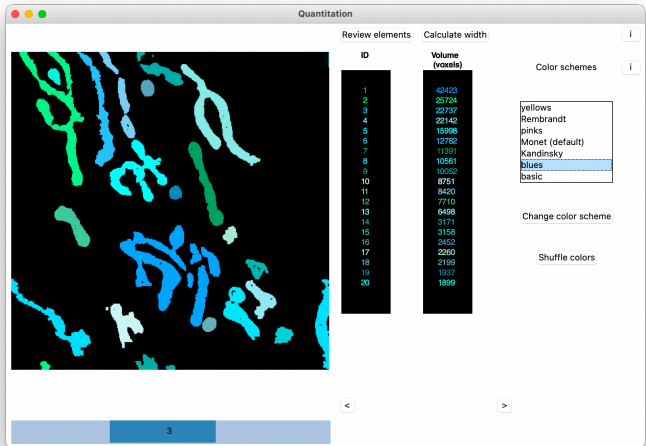 Quantitation
Review elements Calculate width i
ID Volume
(voxels)
Color schemes i
1 42423
2 25724
3 22737
4 22142
5 15998
6 12782
7 11391
8 10561
9 10052
10 8751
11 8420
12 7710
13 6498
14 3171
15 3158
16 2452
17 2260
18 2199
19 1937
20 1899
yellows
Rembrandt
pinks
Monet (default)
Kandinsky
blues
basic
Change color scheme
Shuffle colors
< >
3